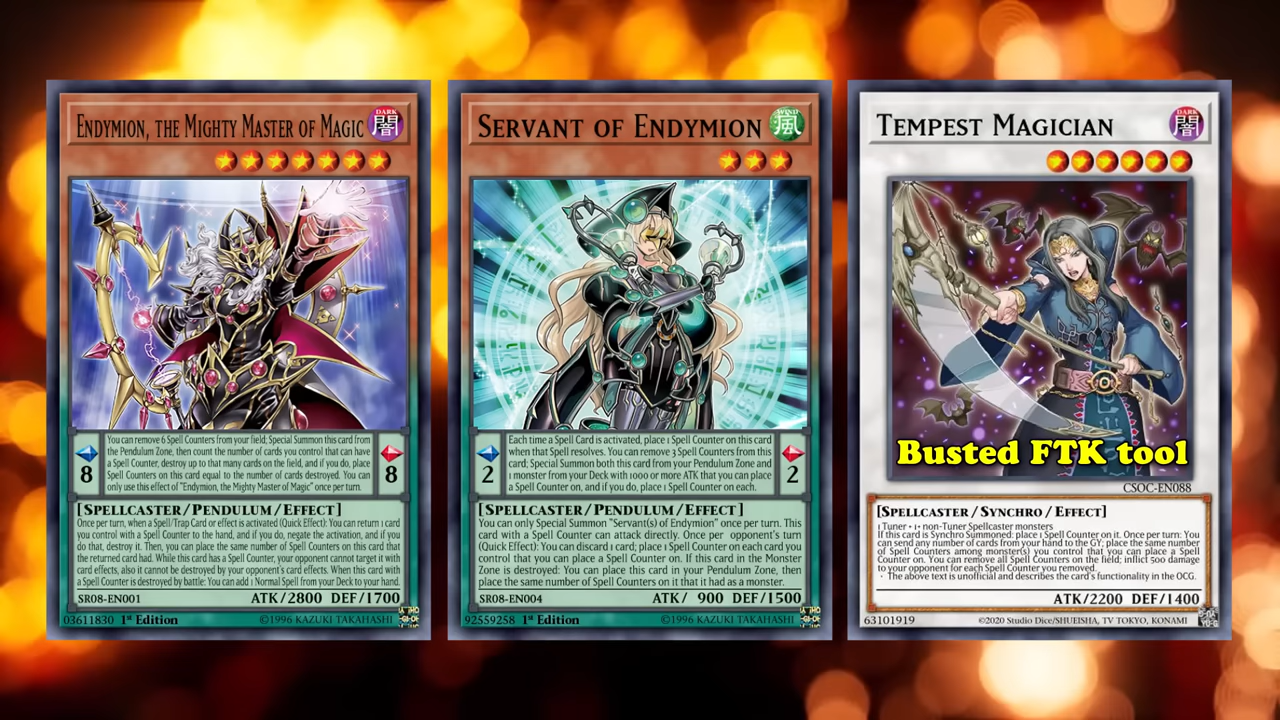 ENDYMION, THE MIGHTY MASTER OF MAGIC
DARK
闇
You can remove 6 Spell Counters from your field; Special Summon this card from
the Pendulum Zone, then count the number of cards you control that can have
a Spell Counter, destroy up to that many cards on the field, and if you do, place
Spell Counters on this card equal to the number of cards destroyed. You can
only use this effect of "Endymion, the Mighty Master of Magic" once per turn.
8
8
[SPELLCASTER/PENDULUM/EFFECT]
Once per turn, when a Spell/Trap Card or effect is activated (Quick Effect): You can return 1 card
you control with a Spell Counter to the hand, and if you do, negate the activation, and if you
do that, destroy it. Then, you can place the same number of Spell Counters on this card that
the returned card had. While this card has a Spell Counter, your opponent cannot target it with
card effects, also it cannot be destroyed by your opponent's card effects. When this card with
a Spell Counter is destroyed by battle: You can add 1 Normal Spell from your Deck to your hand.
SR08-EN001
ATK/2800 DEF/1700
03611830 1st Edition
©1996 KAZUKI TAKAHASHI
SERVANT OF ENDYMION
WIND
風
Each time a Spell Card is activated, place 1 Spell Counter on this card
when that Spell resolves. You can remove 3 Spell Counters from this
card; Special Summon both this card from your Pendulum Zone and
1 monster from your Deck with 1000 or more ATK that you can place
a Spell Counter on, and if you do, place 1 Spell Counter on each.
2
2
[SPELLCASTER/PENDULUM/EFFECT]
You can only Special Summon "Servant(s) of Endymion" once per turn. This
card with a Spell Counter can attack directly. Once per opponent's turn
(Quick Effect): You can discard 1 card; place 1 Spell Counter on each card you
control that you can place a Spell Counter on. If this card in the Monster
Zone is destroyed: You can place this card in your Pendulum Zone, then
place the same number of Spell Counters on it that it had as a monster.
SR08-EN004
ATK/ 900 DEF/1500
92559258 1st Edition
©1996 KAZUKI TAKAHASHI
TEMPEST MAGICIAN
DARK
闇
Busted FTK tool
CSOC-EN088
[SPELLCASTER/SYNCHRO/EFFECT]
1 Tuner + 1+ non-Tuner Spellcaster monsters
If this card is Synchro Summoned: place 1 Spell Counter on it. Once per turn: You
can send any number of cards from your hand to the GY; place the same number
of Spell Counters among monster(s) you control that you can place a Spell
Counter on. You can remove all Spell Counters on the field; inflict 500 damage
to your opponent for each Spell Counter you removed.
· The above text is unofficial and describes the card's functionality in the OCG.
ATK/2200 DEF/1400
63101919
©2020 Studio Dice/SHUEISHA, TV TOKYO, KONAMI